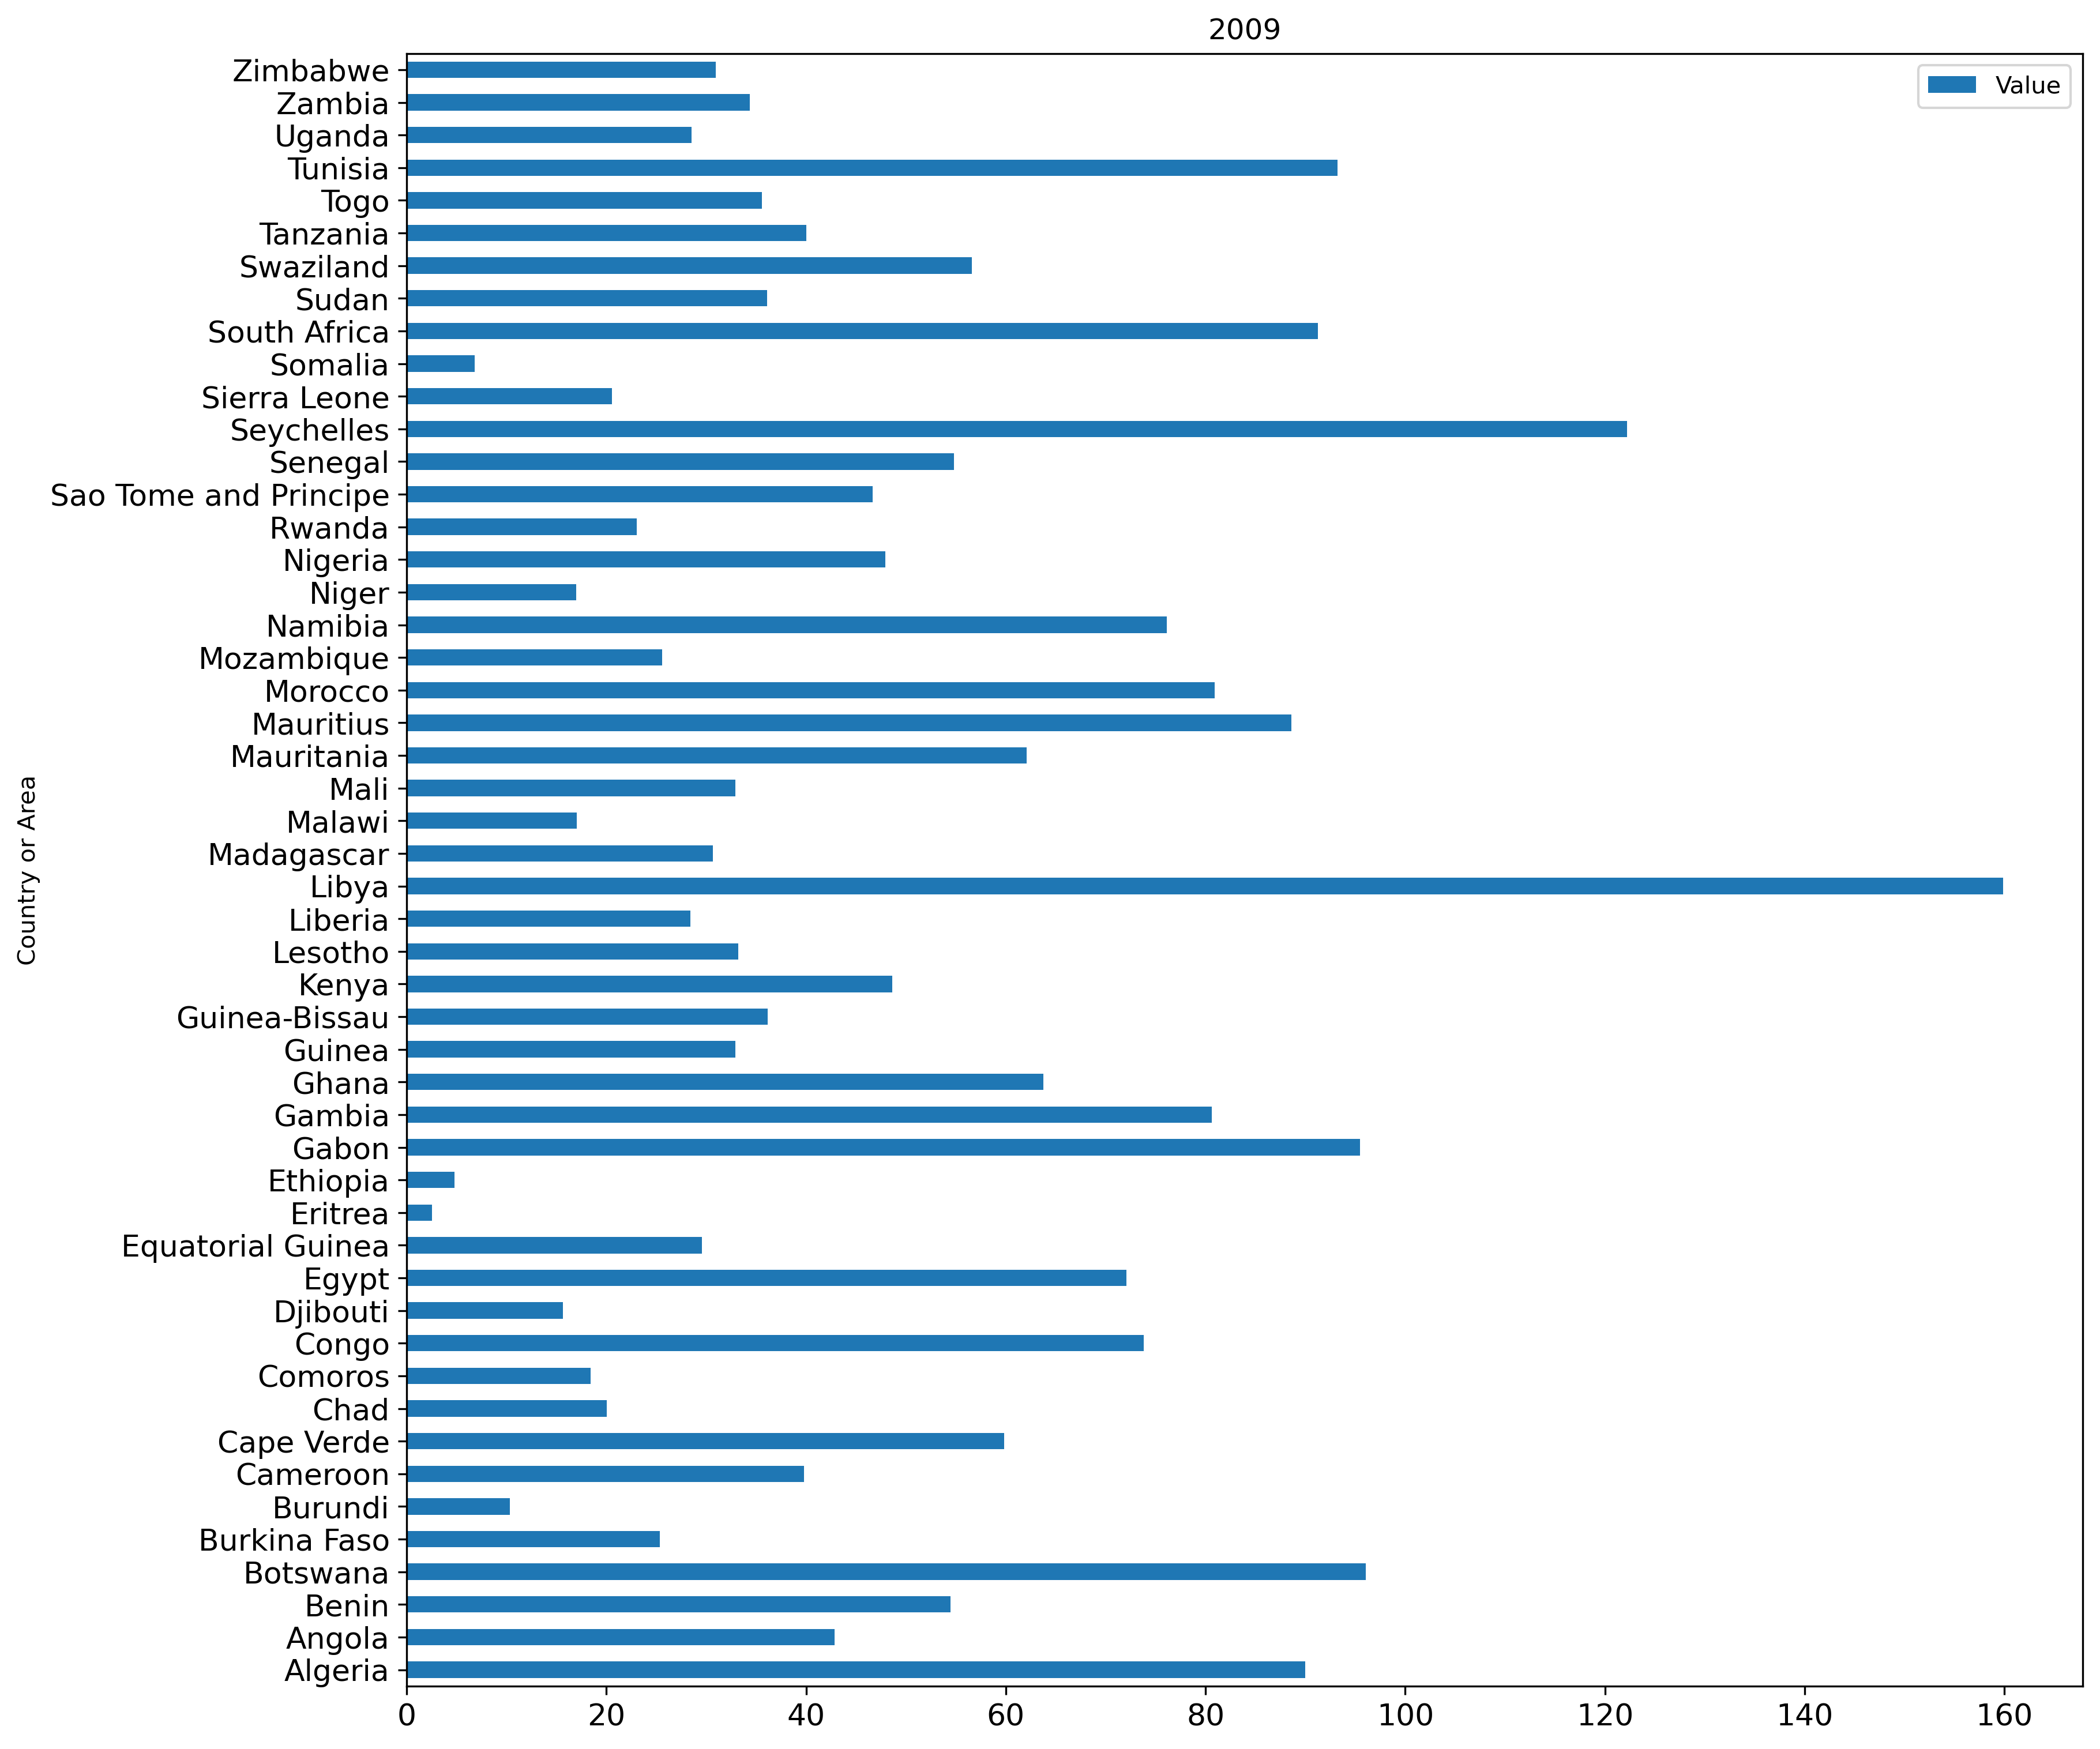 2009
Value
Country or Area
Zimbabwe
Zambia
Uganda
Tunisia
Togo
Tanzania
Swaziland
Sudan
South Africa
Somalia
Sierra Leone
Seychelles
Senegal
Sao Tome and Principe
Rwanda
Nigeria
Niger
Namibia
Mozambique
Morocco
Mauritius
Mauritania
Mali
Malawi
Madagascar
Libya
Liberia
Lesotho
Kenya
Guinea-Bissau
Guinea
Ghana
Gambia
Gabon
Ethiopia
Eritrea
Equatorial Guinea
Egypt
Djibouti
Congo
Comoros
Chad
Cape Verde
Cameroon
Burundi
Burkina Faso
Botswana
Benin
Angola
Algeria
0 20 40 60 80 100 120 140 160